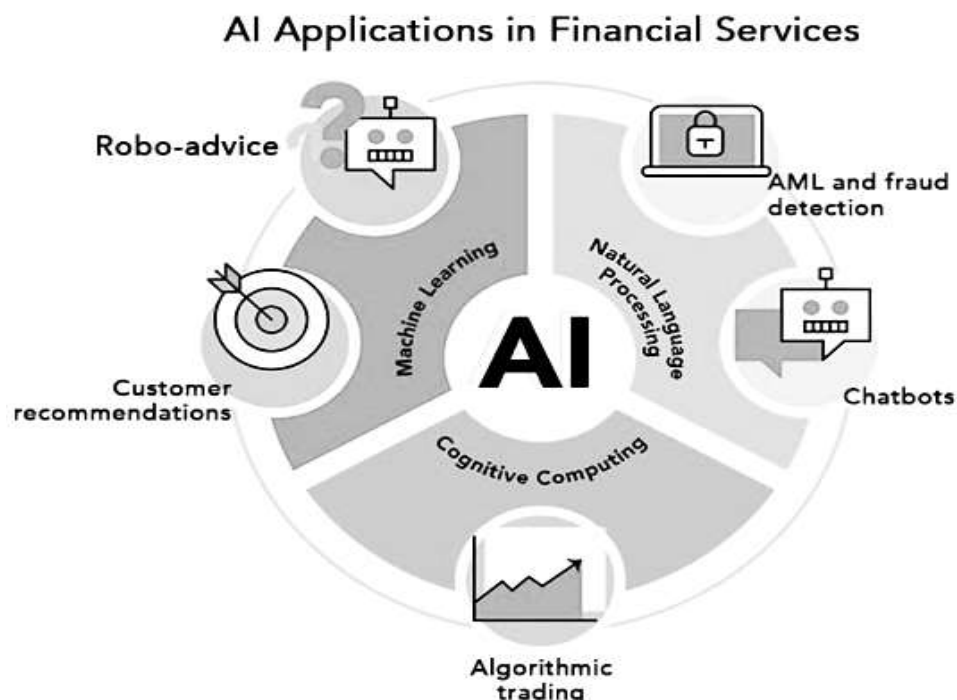 AI Applications in Financial Services
Robo-advice
AML and fraud
detection
Machine Learning
Natural Language
Processing
AI
Customer
recommendations
Chatbots
Cognitive Computing
Algorithmic
trading